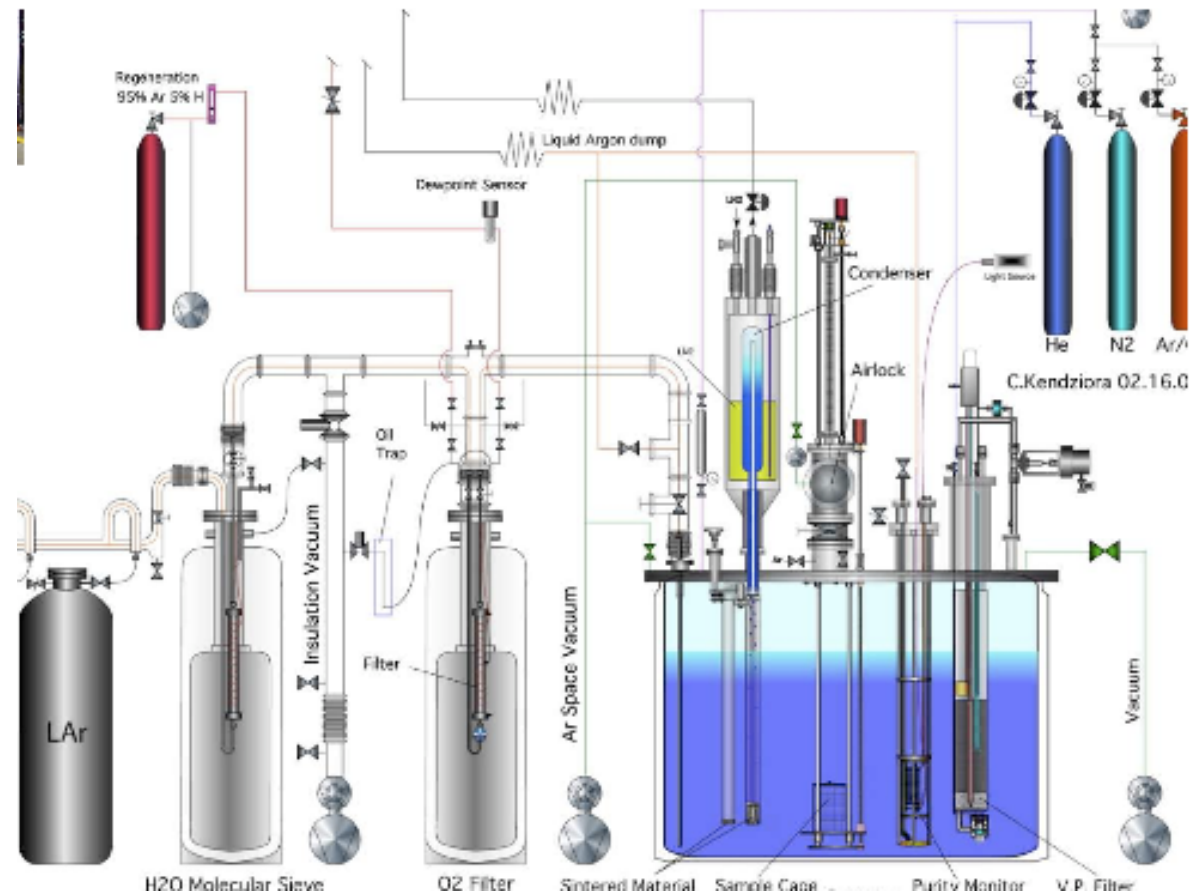 Regeneration
95% Ar 5% H
Liquid Argon dump
Dewpoint Sensor
Condenser
Light Source
He
N2
Airlock
C.Kendziora 02.16.0
Oil
Trap
Insulation Vacuum
Filter
Ar Space Vacuum
Vacuum
LAr
H2O Molecular Sieve
O2 Filter
Sintered Material
Sample Cage
Purity Monitor
V.P. Filter